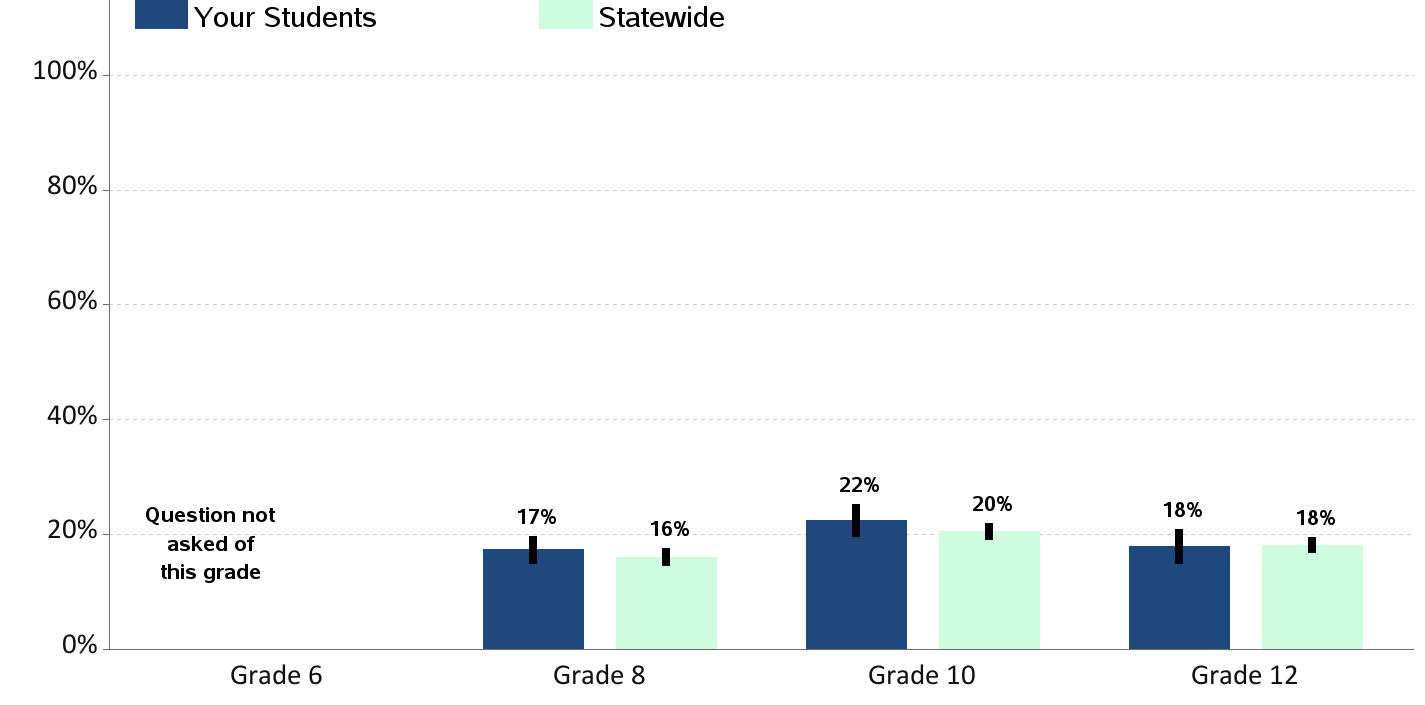 Your Students
Statewide
100%
80%
60%
40%
20%
0%
Question not
asked of
this grade
17%
16%
22%
20%
18%
18%
Grade 6
Grade 8
Grade 10
Grade 12